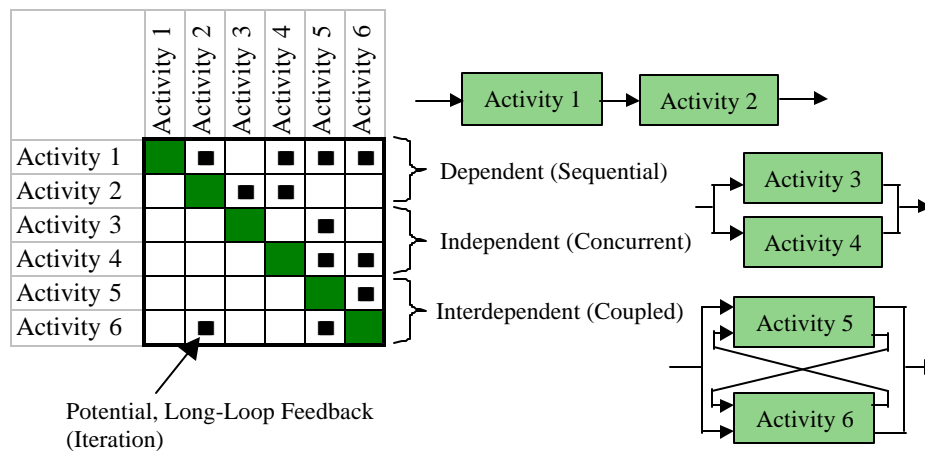 Activity 1
Activity 2
Activity 3
Activity 4
Activity 5
Activity 6
Activity 1
Activity 2
Activity 3
Activity 4
Activity 5
Activity 6
Dependent (Sequential)
Independent (Concurrent)
Interdependent (Coupled)
Potential, Long-Loop Feedback
(Iteration)
Activity 1
Activity 2
Activity 3
Activity 4
Activity 5
Activity 6